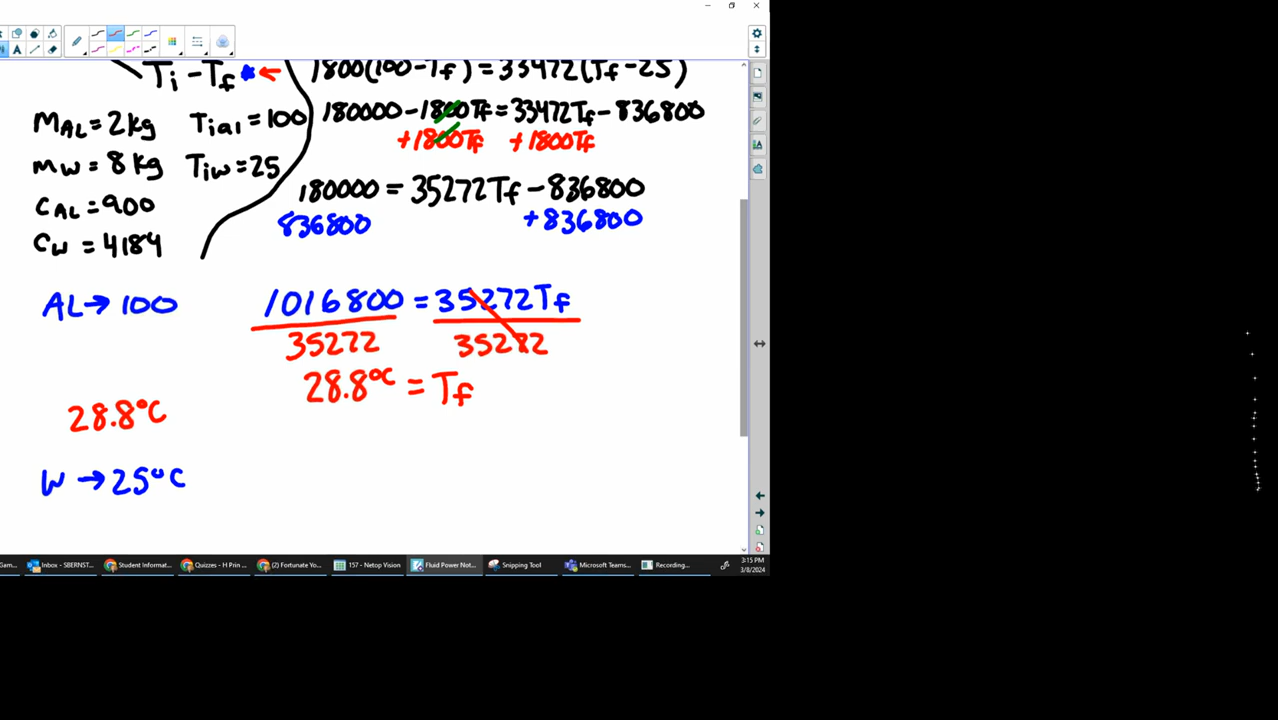 Ti - Tf
1800(100 - Tf) = 33472(Tf - 25)
MAL = 2kg Tial = 100
180000 - 1800Tf = 33472Tf - 836800
+1800Tf +1800Tf
mw = 8kg Tiw = 25
CAL = 900
180000 = 35272Tf - 836800
836800 +836800
CW = 4184
AL → 100
1016800 = 35272Tf
35272 35272
28.8°C = Tf
28.8°C
W → 25°C
Gam...
Inbox - SBERNST...
Student Informat...
Quizzes - H Prin ...
(2) Fortunate Yo...
157 - Netop Vision
Fluid Power Not...
Snipping Tool
Microsoft Teams...
Recording...
3:15 PM
3/8/2024